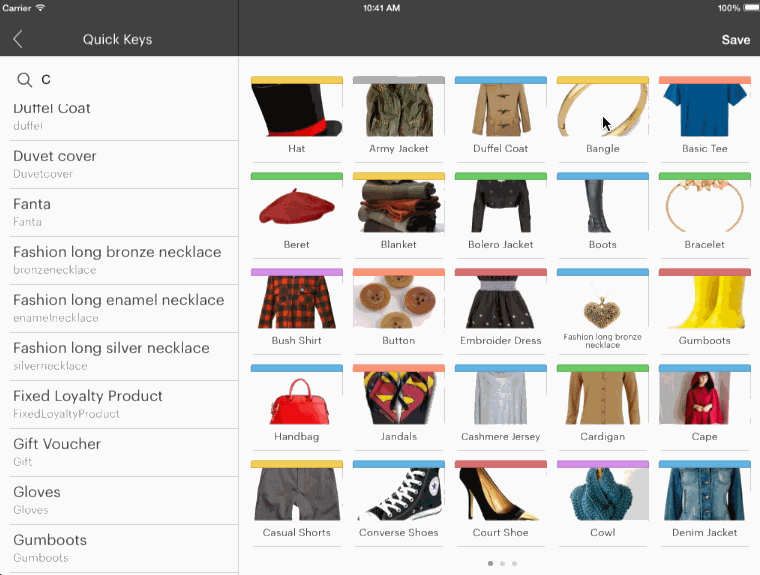 Carrier
10:41 AM
100%
Quick Keys
Save
C
Duffel Coat
duffel
Duvet cover
Duvetcover
Fanta
Fanta
Fashion long bronze necklace
bronzenecklace
Fashion long enamel necklace
enamelnecklace
Fashion long silver necklace
silvernecklace
Fixed Loyalty Product
FixedLoyaltyProduct
Gift Voucher
Gift
Gloves
Gloves
Gumboots
Gumboots
Hat
Army Jacket
Duffel Coat
Bangle
Basic Tee
Beret
Blanket
Bolero Jacket
Boots
Bracelet
Bush Shirt
Button
Embroider Dress
Fashion long bronze
necklace
Gumboots
Handbag
Jandals
Cashmere Jersey
Cardigan
Cape
Casual Shorts
Converse Shoes
Court Shoe
Cowl
Denim Jacket